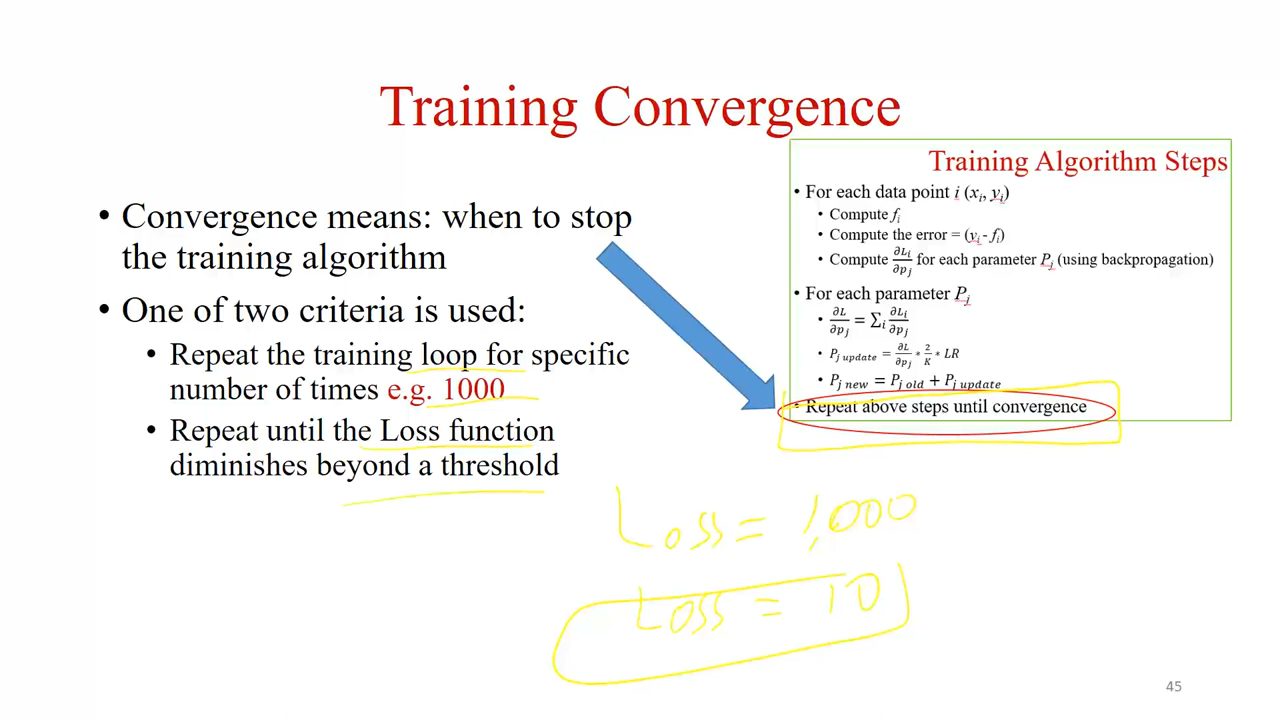 Training Convergence
• Convergence means: when to stop
the training algorithm
• One of two criteria is used:
• Repeat the training loop for specific
number of times e.g. 1000
• Repeat until the Loss function
diminishes beyond a threshold
Training Algorithm Steps
• For each data point i (xᵢ, yᵢ)
• Compute fᵢ
• Compute the error = (yᵢ - fᵢ)
• Compute ∂Lᵢ/∂pⱼ for each parameter Pⱼ (using backpropagation)
• For each parameter Pⱼ
• ∂L/∂pⱼ = ∑ᵢ ∂Lᵢ/∂pⱼ
• Pⱼ update = ∂L/∂pⱼ * 2/K * LR
• Pⱼ new = Pⱼ old + Pⱼ update
• Repeat above steps until convergence
Loss = 1,000
Loss = 10
45